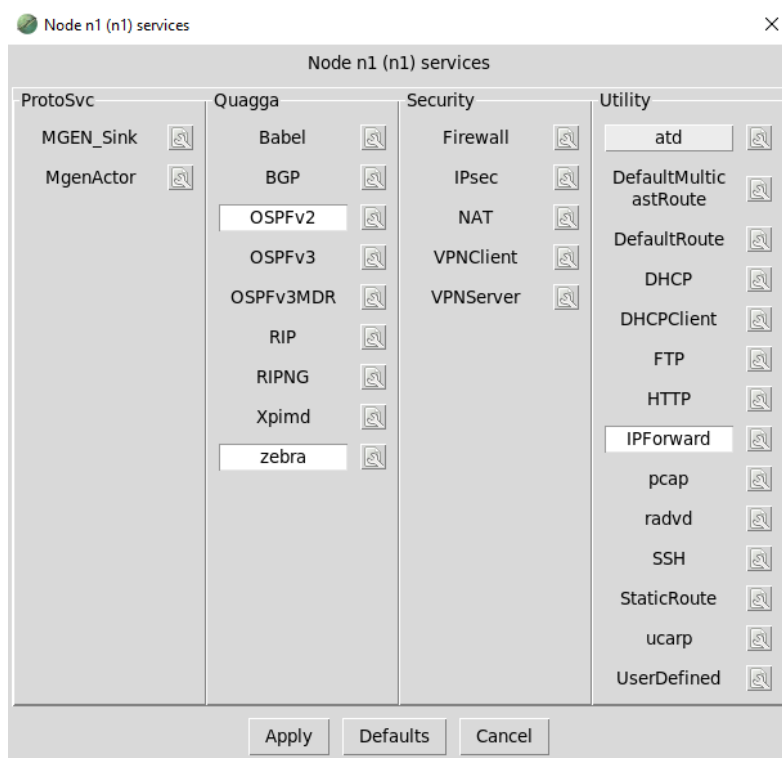 Node n1 (n1) services
Node n1 (n1) services
ProtoSvc
MGEN_Sink
MgenActor
Quagga
Babel
BGP
OSPFv2
OSPFv3
OSPFv3MDR
RIP
RIPNG
Xpimd
zebra
Security
Firewall
IPsec
NAT
VPNClient
VPNServer
Utility
atd
DefaultMultic
astRoute
DefaultRoute
DHCP
DHCPClient
FTP
HTTP
IPForward
pcap
radvd
SSH
StaticRoute
ucarp
UserDefined
Apply
Defaults
Cancel